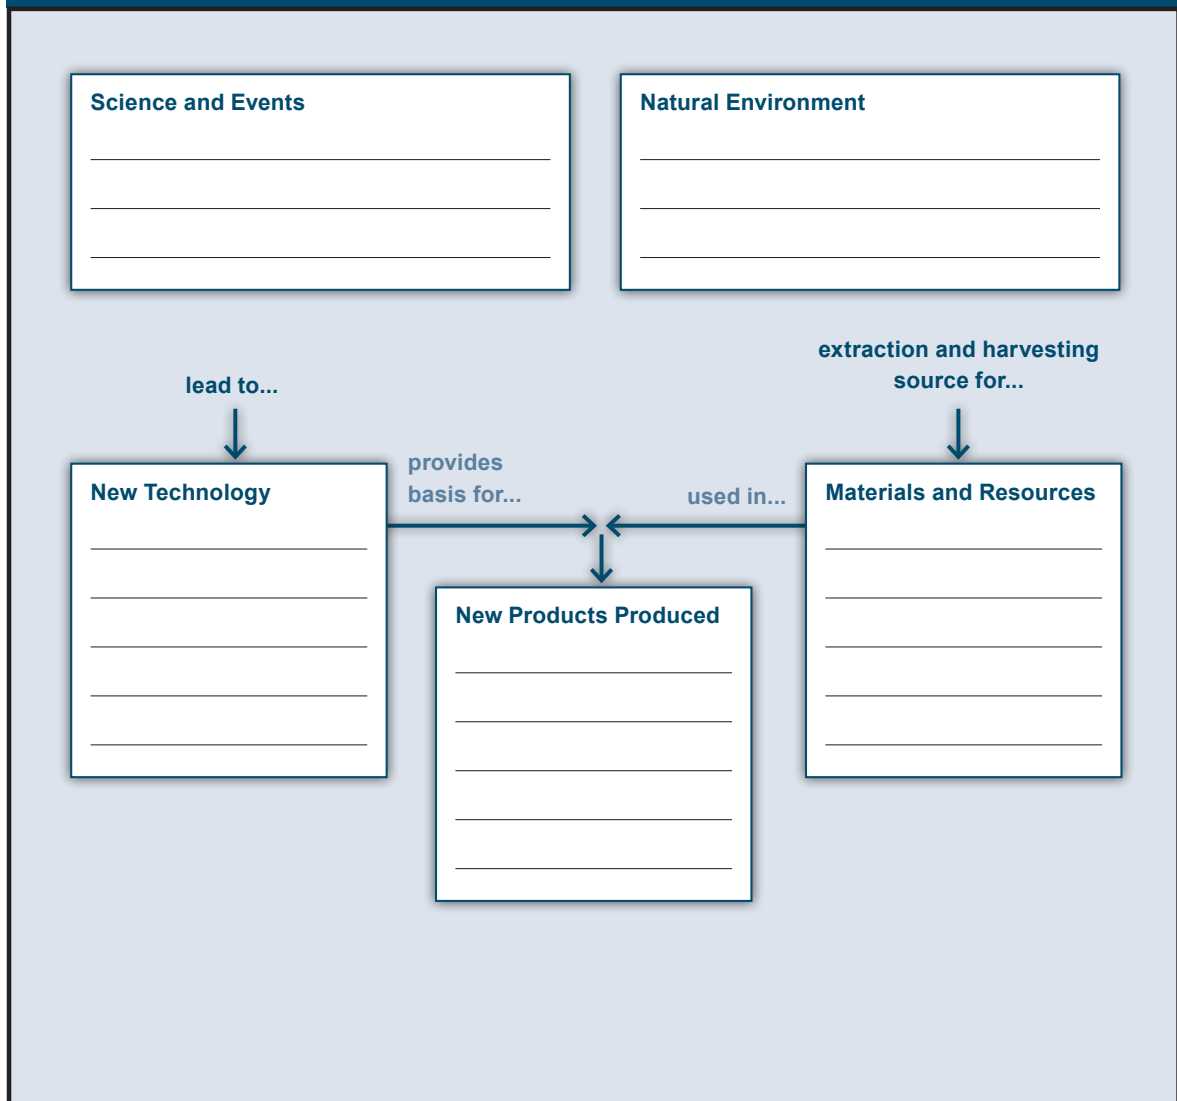 Science and Events
Natural Environment
extraction and harvesting
source for...
lead to...
provides
basis for...
used in...
New Technology
Materials and Resources
New Products Produced